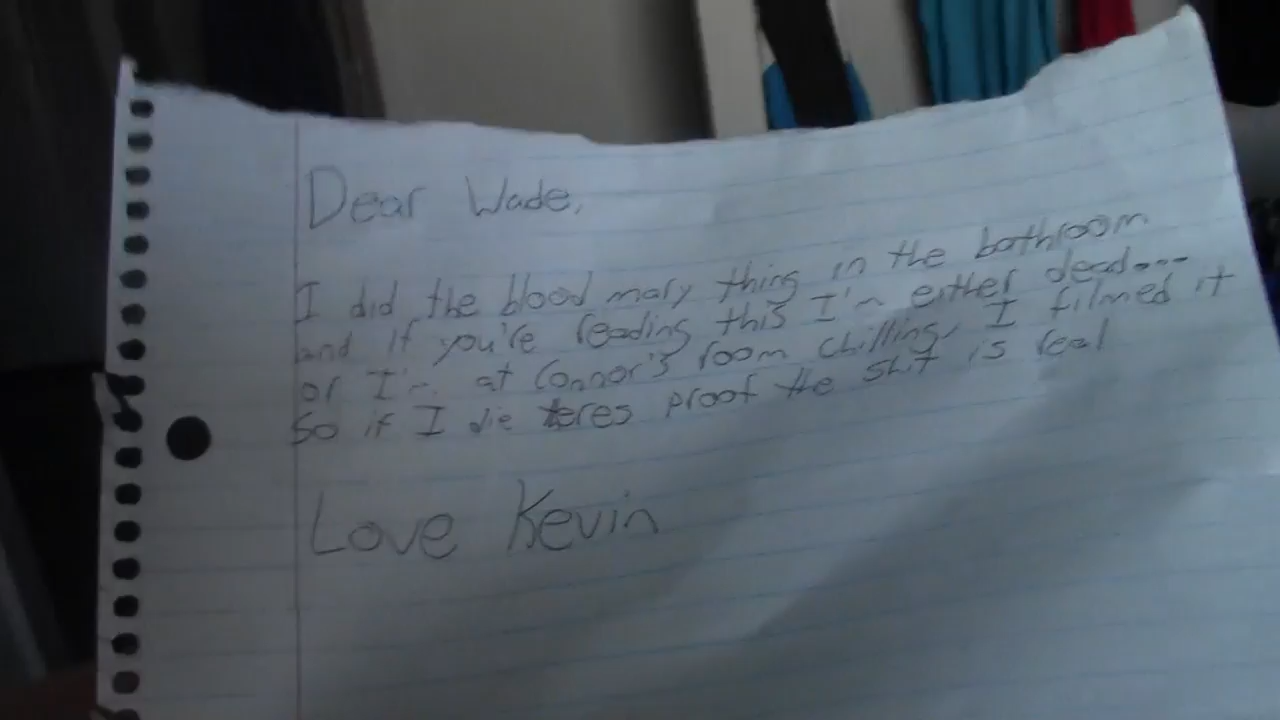 Dear Wade,
I did the blood mary thing in the bathroom
and if you're reading this I'm either dead...
or I'm at Connor's room chilling, I filmed it
So if I die teres proof the shit is real
Love Kevin